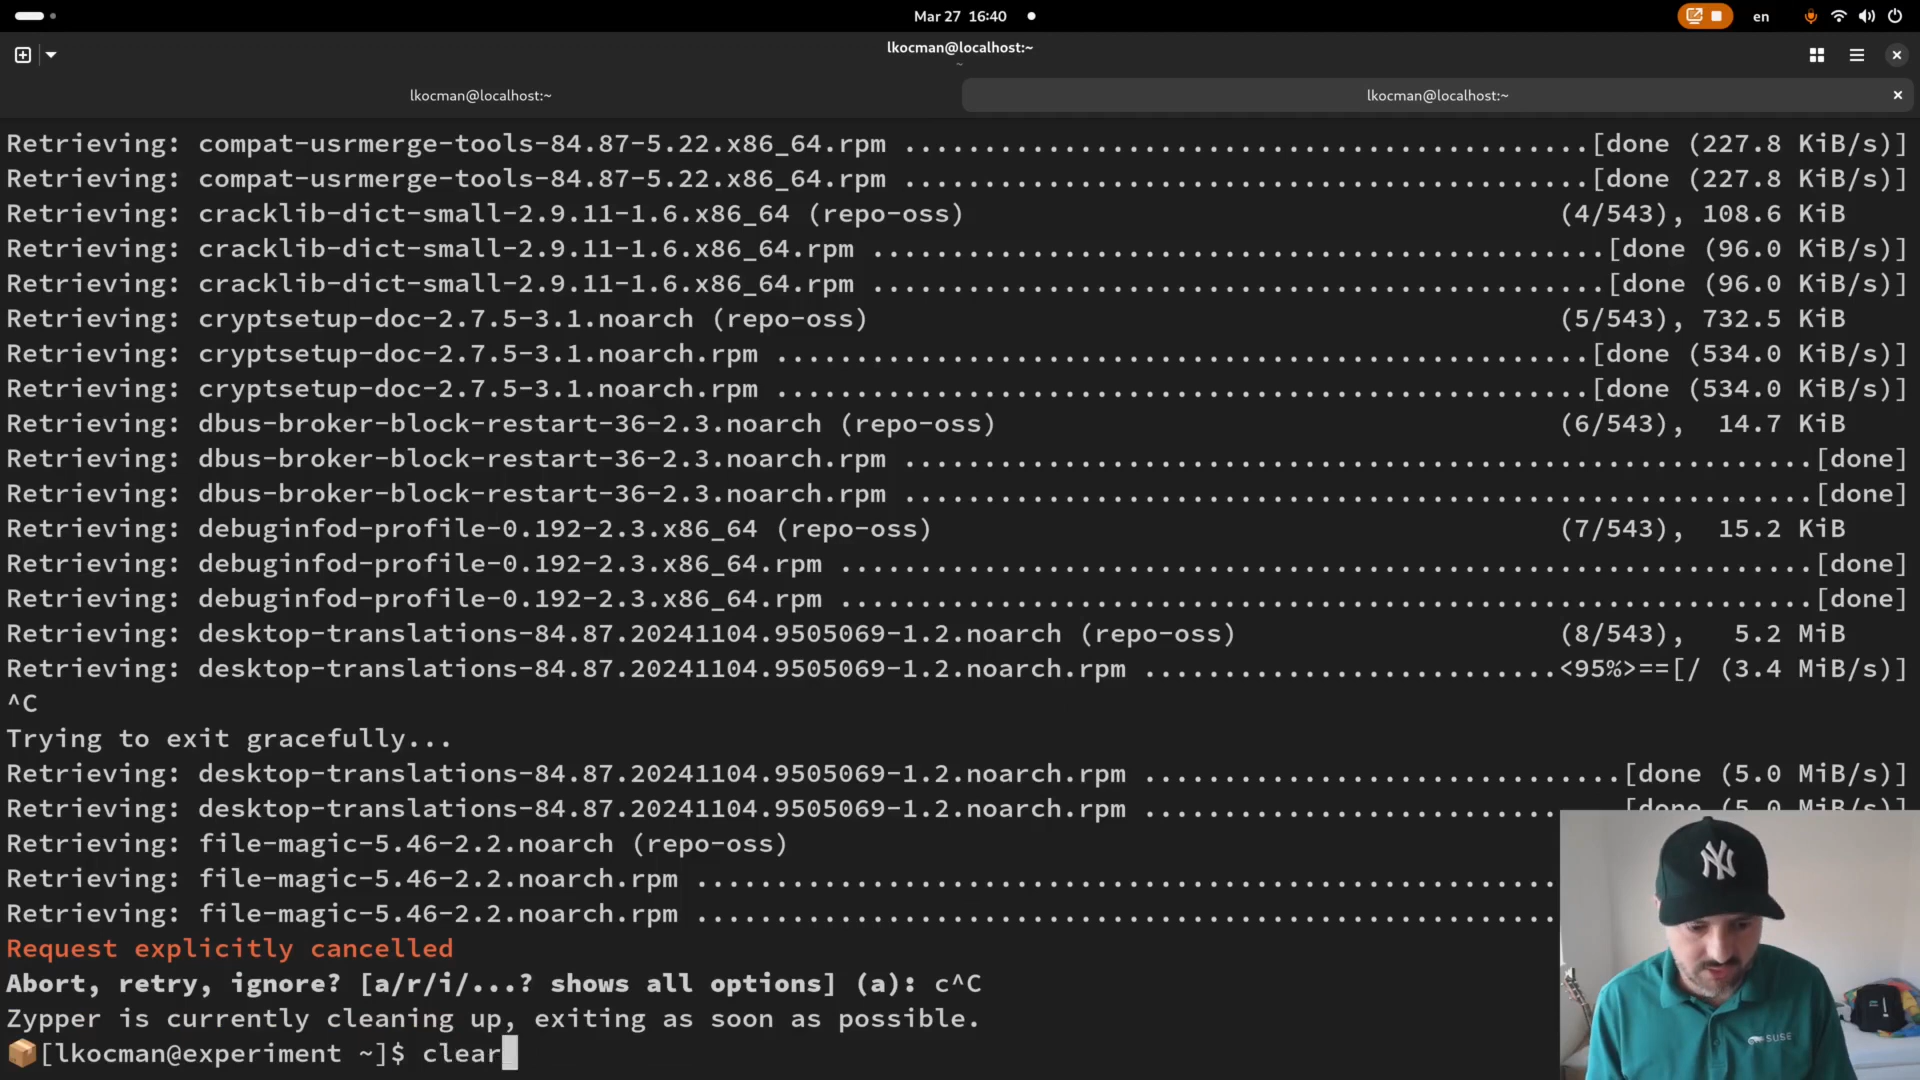 Mar 27 16:40
en
lkocman@localhost:~
~
lkocman@localhost:~
lkocman@localhost:~
Retrieving: compat-usrmerge-tools-84.87-5.22.x86_64.rpm ...........................................[done (227.8 KiB/s)]
Retrieving: compat-usrmerge-tools-84.87-5.22.x86_64.rpm ...........................................[done (227.8 KiB/s)]
Retrieving: cracklib-dict-small-2.9.11-1.6.x86_64 (repo-oss) (4/543), 108.6 KiB
Retrieving: cracklib-dict-small-2.9.11-1.6.x86_64.rpm ..............................................[done (96.0 KiB/s)]
Retrieving: cracklib-dict-small-2.9.11-1.6.x86_64.rpm ..............................................[done (96.0 KiB/s)]
Retrieving: cryptsetup-doc-2.7.5-3.1.noarch (repo-oss) (5/543), 732.5 KiB
Retrieving: cryptsetup-doc-2.7.5-3.1.noarch.rpm ...................................................[done (534.0 KiB/s)]
Retrieving: cryptsetup-doc-2.7.5-3.1.noarch.rpm ...................................................[done (534.0 KiB/s)]
Retrieving: dbus-broker-block-restart-36-2.3.noarch (repo-oss) (6/543), 14.7 KiB
Retrieving: dbus-broker-block-restart-36-2.3.noarch.rpm .........................................................[done]
Retrieving: dbus-broker-block-restart-36-2.3.noarch.rpm .........................................................[done]
Retrieving: debuginfod-profile-0.192-2.3.x86_64 (repo-oss) (7/543), 15.2 KiB
Retrieving: debuginfod-profile-0.192-2.3.x86_64.rpm .............................................................[done]
Retrieving: debuginfod-profile-0.192-2.3.x86_64.rpm .............................................................[done]
Retrieving: desktop-translations-84.87.20241104.9505069-1.2.noarch (repo-oss) (8/543), 5.2 MiB
Retrieving: desktop-translations-84.87.20241104.9505069-1.2.noarch.rpm ..........................<95%>==[/ (3.4 MiB/s)]
^C
Trying to exit gracefully...
Retrieving: desktop-translations-84.87.20241104.9505069-1.2.noarch.rpm ..............................[done (5.0 MiB/s)]
Retrieving: desktop-translations-84.87.20241104.9505069-1.2.noarch.rpm ..............................[done (5.0 MiB/s)]
Retrieving: file-magic-5.46-2.2.noarch (repo-oss)
Retrieving: file-magic-5.46-2.2.noarch.rpm ......................................................
Retrieving: file-magic-5.46-2.2.noarch.rpm ......................................................
Request explicitly cancelled
Abort, retry, ignore? [a/r/i/...? shows all options] (a): c^C
Zypper is currently cleaning up, exiting as soon as possible.
📦[lkocman@experiment ~]$ clear
NY
SUSE